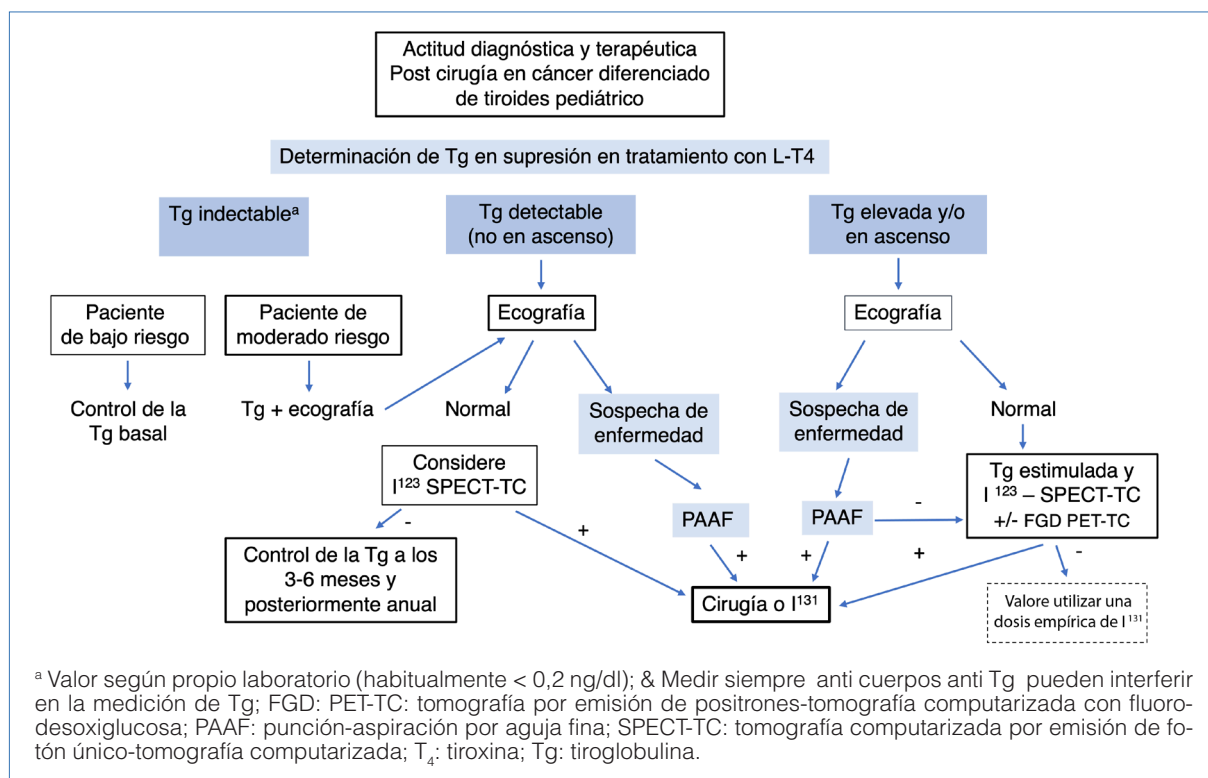 Actitud diagnóstica y terapéutica
Post cirugía en cáncer diferenciado
de tiroides pediátrico
Determinación de Tg en supresión en tratamiento con L-T4
Tg indectableᵃ
Tg detectable
(no en ascenso)
Tg elevada y/o
en ascenso
Paciente
de bajo riesgo
Paciente de
moderado riesgo
Ecografía
Ecografía
Control de la
Tg basal
Tg + ecografía
Normal
Sospecha de
enfermedad
Sospecha de
enfermedad
Normal
Considere
I¹²³ SPECT-TC
PAAF
PAAF
-
Tg estimulada y
I ¹²³ – SPECT-TC
+/- FGD PET-TC
-
+
+
+
+
-
Control de la Tg a los
3-6 meses y
posteriormente anual
Cirugía o I¹³¹
Valore utilizar una
dosis empírica de I ¹³¹
ᵃ Valor según propio laboratorio (habitualmente < 0,2 ng/dl); & Medir siempre anti cuerpos anti Tg pueden interferir
en la medición de Tg; FGD: PET-TC: tomografía por emisión de positrones-tomografía computarizada con fluoro-
desoxiglucosa; PAAF: punción-aspiración por aguja fina; SPECT-TC: tomografía computarizada por emisión de fo-
tón único-tomografía computarizada; T₄: tiroxina; Tg: tiroglobulina.